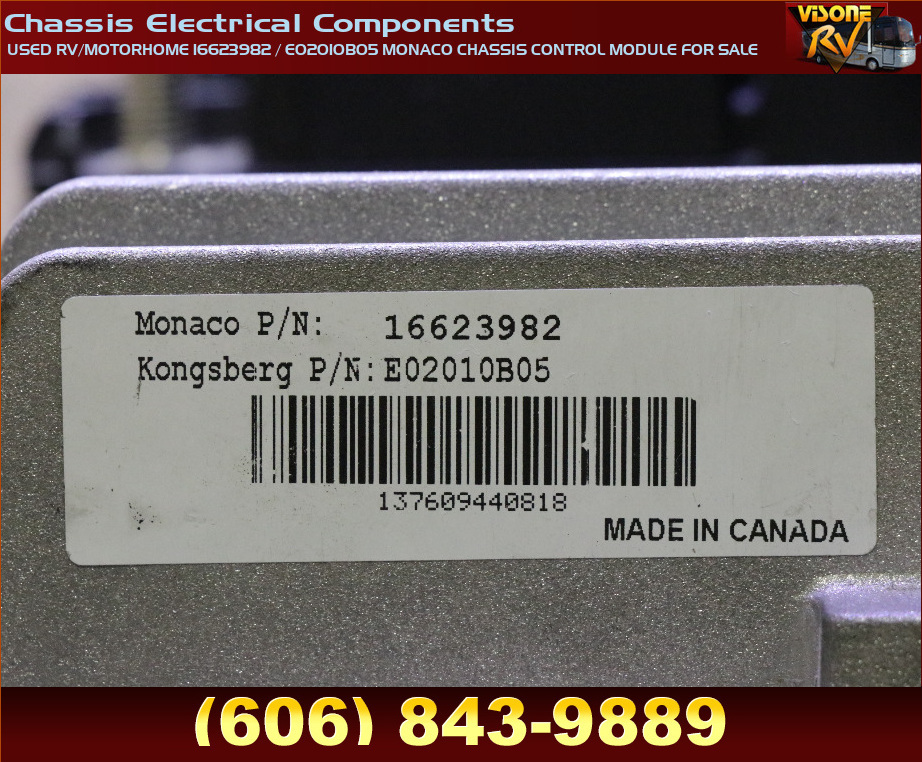 Chassis Electrical Components
USED RV/MOTORHOME 16623982 / E02010B05 MONACO CHASSIS CONTROL MODULE FOR SALE
VISONE
RV
Monaco P/N: 16623982
Kongsberg P/N: E02010B05
137609440818
MADE IN CANADA
(606) 843-9889